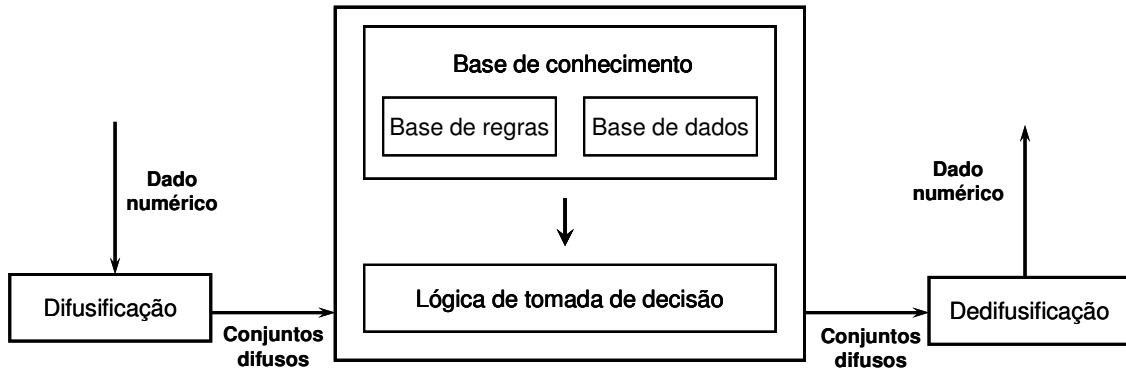 Base de conhecimento
Base de regras
Base de dados
Dado
numérico
Dado
numérico
Difusificação
Lógica de tomada de decisão
Dedifusificação
Conjuntos
difusos
Conjuntos
difusos